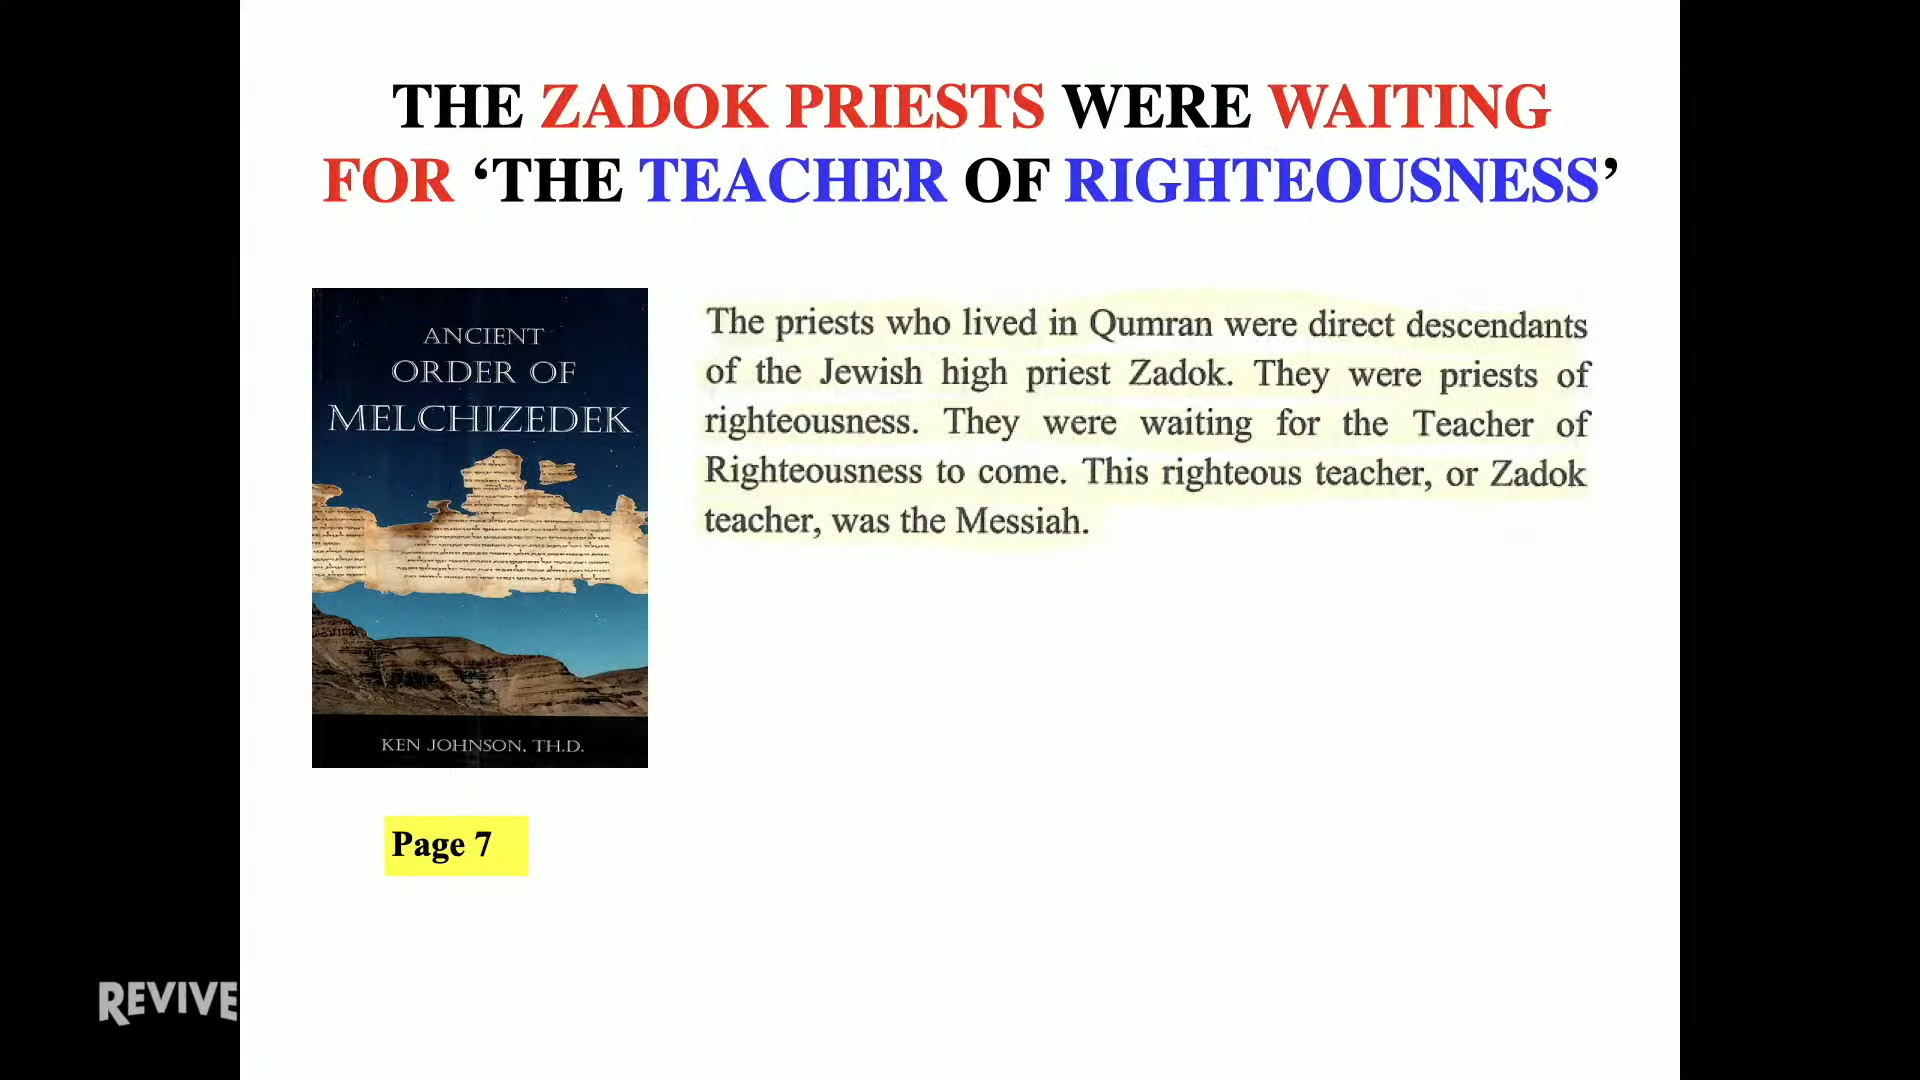 THE ZADOK PRIESTS WERE WAITING
FOR ‘THE TEACHER OF RIGHTEOUSNESS’
ANCIENT
ORDER OF
MELCHIZEDEK
KEN JOHNSON, TH.D.
The priests who lived in Qumran were direct descendants
of the Jewish high priest Zadok. They were priests of
righteousness. They were waiting for the Teacher of
Righteousness to come. This righteous teacher, or Zadok
teacher, was the Messiah.
Page 7
REVIVE